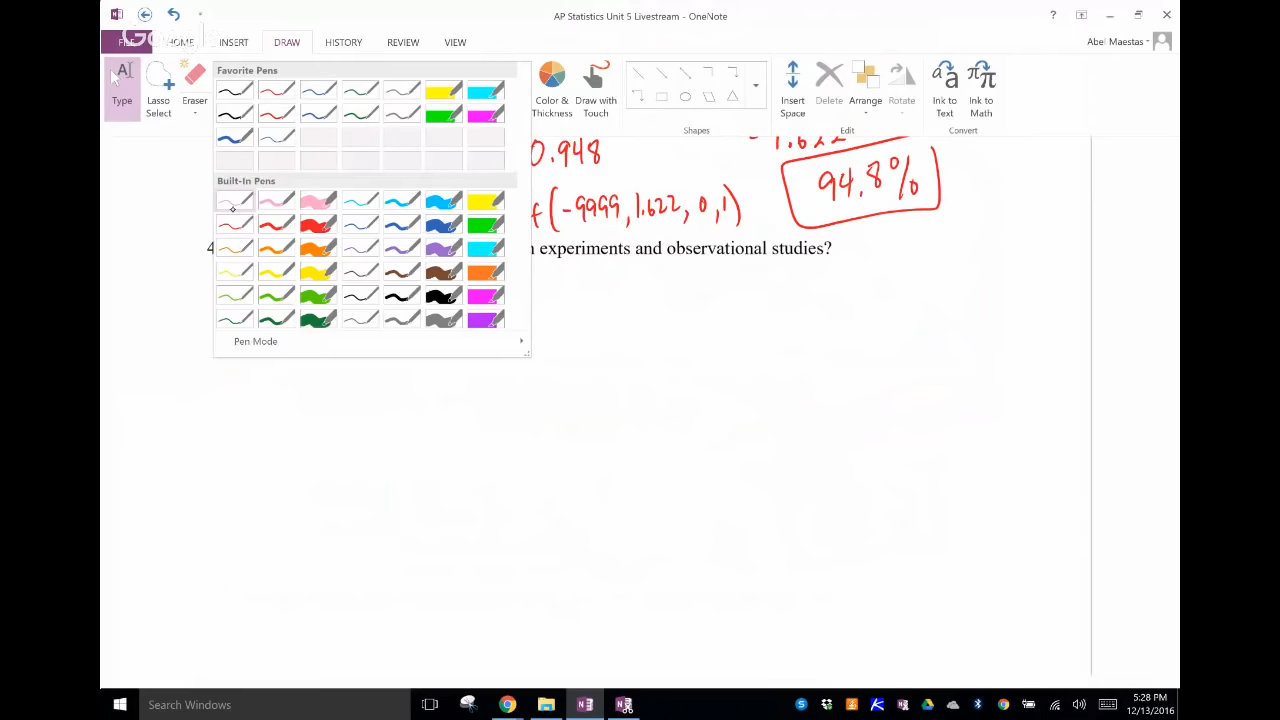 AP Statistics Unit 5 Livestream - OneNote
FILE HOME INSERT DRAW HISTORY REVIEW VIEW
Abel Maestas
Type
Lasso Select
Eraser
Favorite Pens
Built-In Pens
Pen Mode
Color & Thickness
Draw with Touch
Shapes
Insert Space
Delete
Arrange
Rotate
Edit
Ink to Text
Ink to Math
Convert
0.948
1.622
94.8%
f(-9999, 1.622, 0, 1)
4
experiments and observational studies?
Search Windows
5:28 PM
12/13/2016